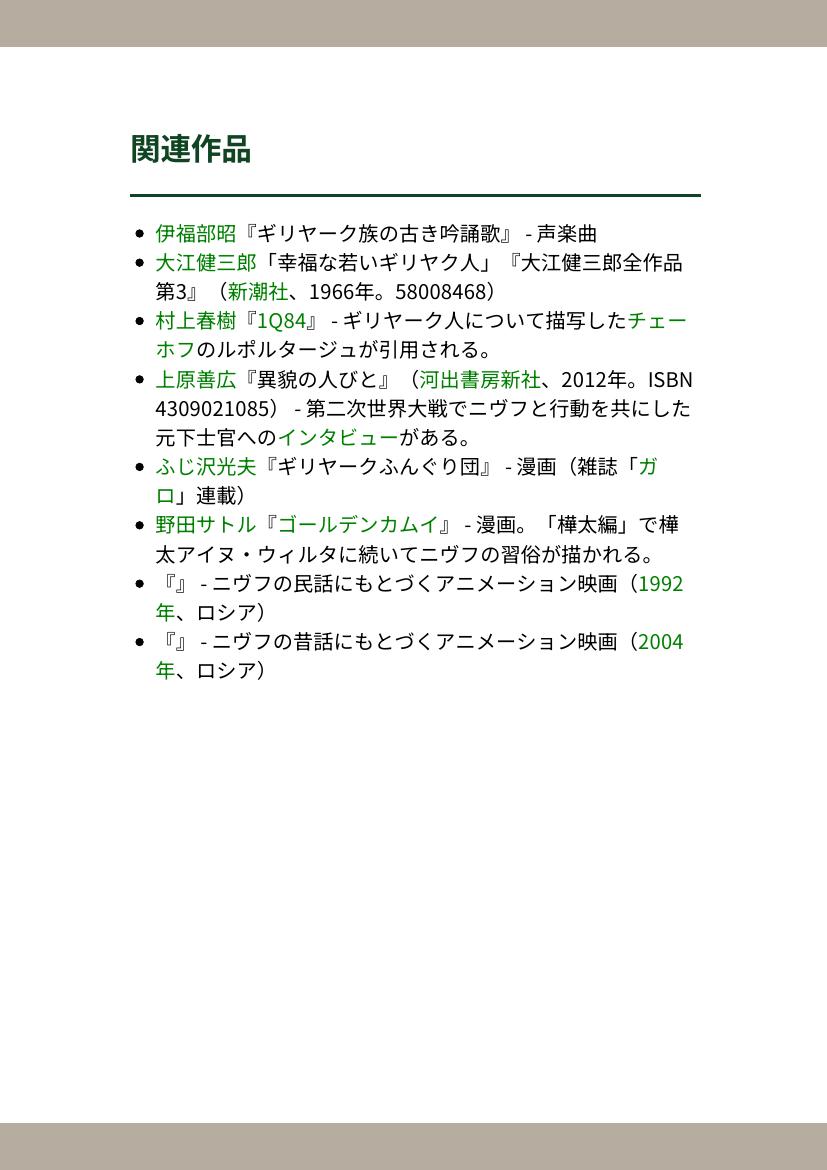 関連作品
• 伊福部昭『ギリヤーク族の古き吟誦歌』 - 声楽曲
• 大江健三郎「幸福な若いギリヤク人」『大江健三郎全作品
第3』（新潮社、1966年。58008468）
• 村上春樹『1Q84』 - ギリヤーク人について描写したチェー
ホフのルポルタージュが引用される。
• 上原善広『異貌の人びと』（河出書房新社、2012年。ISBN
4309021085） - 第二次世界大戦でニヴフと行動を共にした
元下士官へのインタビューがある。
• ふじ沢光夫『ギリヤークふんぐり団』 - 漫画（雑誌「ガ
ロ」連載）
• 野田サトル『ゴールデンカムイ』 - 漫画。「樺太編」で樺
太アイヌ・ウィルタに続いてニヴフの習俗が描かれる。
• 『』 - ニヴフの民話にもとづくアニメーション映画（1992
年、ロシア）
• 『』 - ニヴフの昔話にもとづくアニメーション映画（2004
年、ロシア）